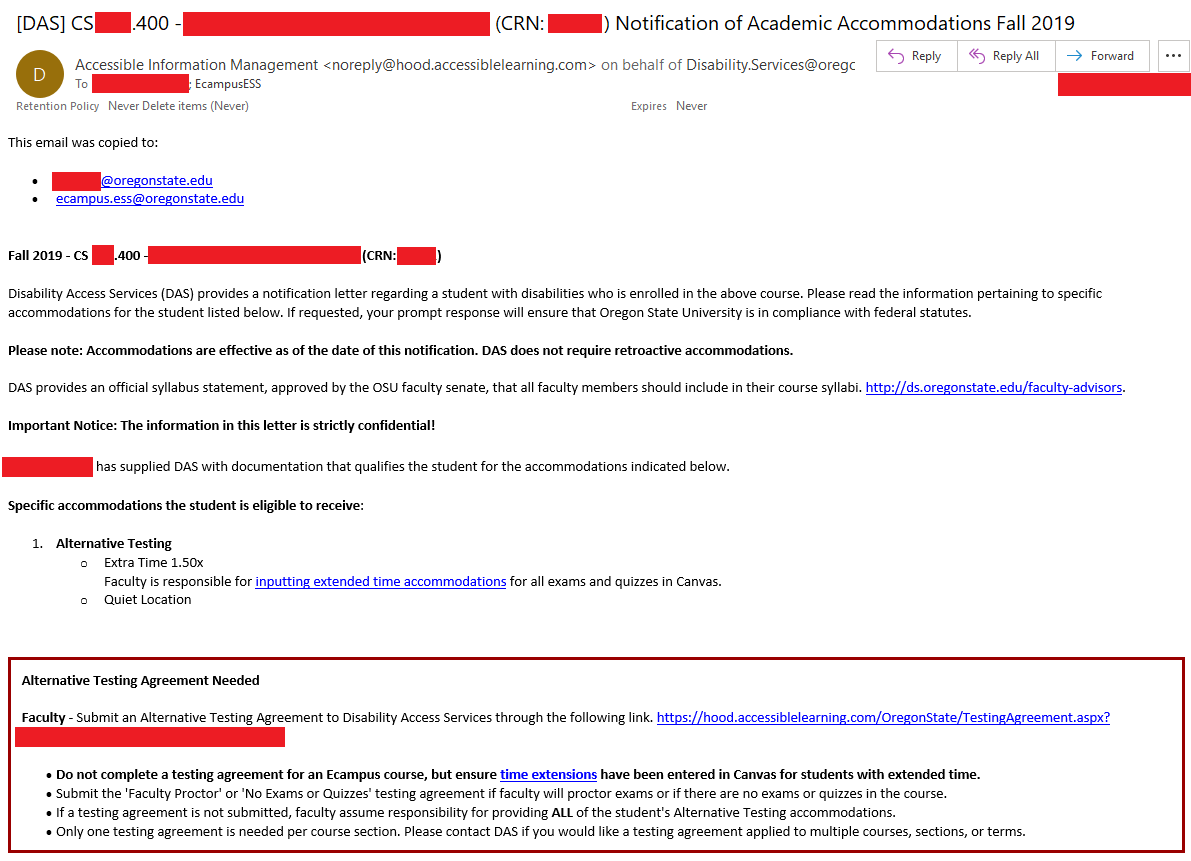 [DAS] CS .400 - (CRN: ) Notification of Academic Accommodations Fall 2019
D
Accessible Information Management <noreply@hood.accessiblelearning.com> on behalf of Disability.Services@oregc
Reply
Reply All
Forward
...
To ; EcampusESS
Retention Policy Never Delete items (Never)
Expires Never
This email was copied to:
• @oregonstate.edu
• ecampus.ess@oregonstate.edu
Fall 2019 - CS .400 - (CRN: )
Disability Access Services (DAS) provides a notification letter regarding a student with disabilities who is enrolled in the above course. Please read the information pertaining to specific
accommodations for the student listed below. If requested, your prompt response will ensure that Oregon State University is in compliance with federal statutes.
Please note: Accommodations are effective as of the date of this notification. DAS does not require retroactive accommodations.
DAS provides an official syllabus statement, approved by the OSU faculty senate, that all faculty members should include in their course syllabi. http://ds.oregonstate.edu/faculty-advisors.
Important Notice: The information in this letter is strictly confidential!
has supplied DAS with documentation that qualifies the student for the accommodations indicated below.
Specific accommodations the student is eligible to receive:
1. Alternative Testing
o Extra Time 1.50x
Faculty is responsible for inputting extended time accommodations for all exams and quizzes in Canvas.
o Quiet Location
Alternative Testing Agreement Needed
Faculty - Submit an Alternative Testing Agreement to Disability Access Services through the following link. https://hood.accessiblelearning.com/OregonState/TestingAgreement.aspx?
• Do not complete a testing agreement for an Ecampus course, but ensure time extensions have been entered in Canvas for students with extended time.
• Submit the 'Faculty Proctor' or 'No Exams or Quizzes' testing agreement if faculty will proctor exams or if there are no exams or quizzes in the course.
• If a testing agreement is not submitted, faculty assume responsibility for providing ALL of the student's Alternative Testing accommodations.
• Only one testing agreement is needed per course section. Please contact DAS if you would like a testing agreement applied to multiple courses, sections, or terms.